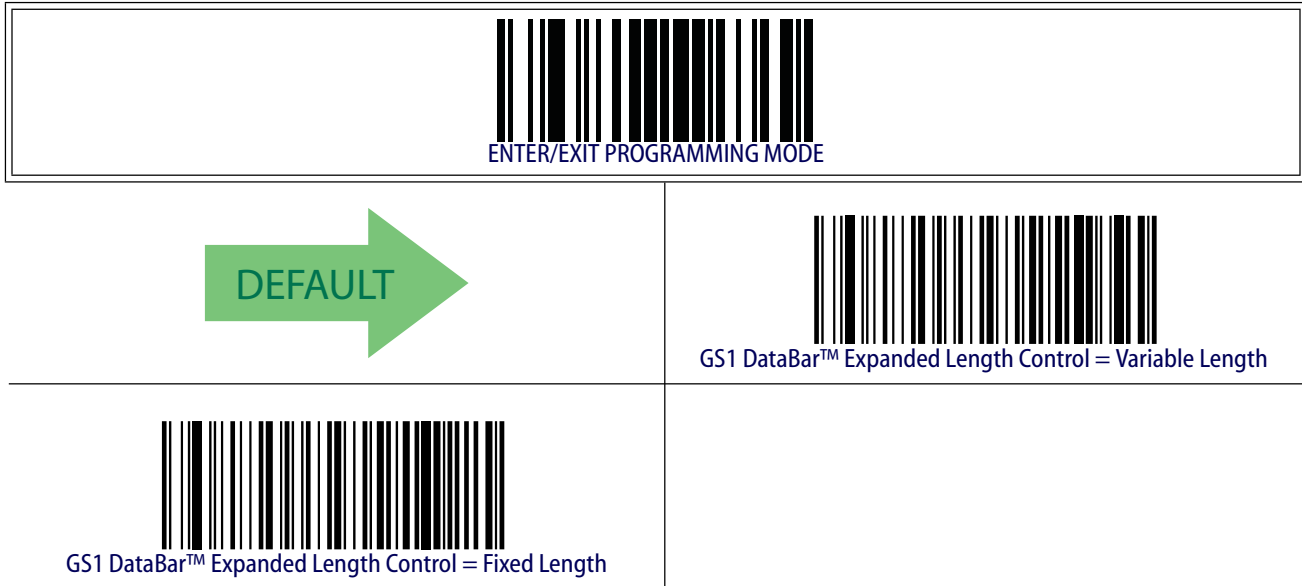 ENTER/EXIT PROGRAMMING MODE
DEFAULT
GS1 DataBar™ Expanded Length Control = Variable Length
GS1 DataBar™ Expanded Length Control = Fixed Length